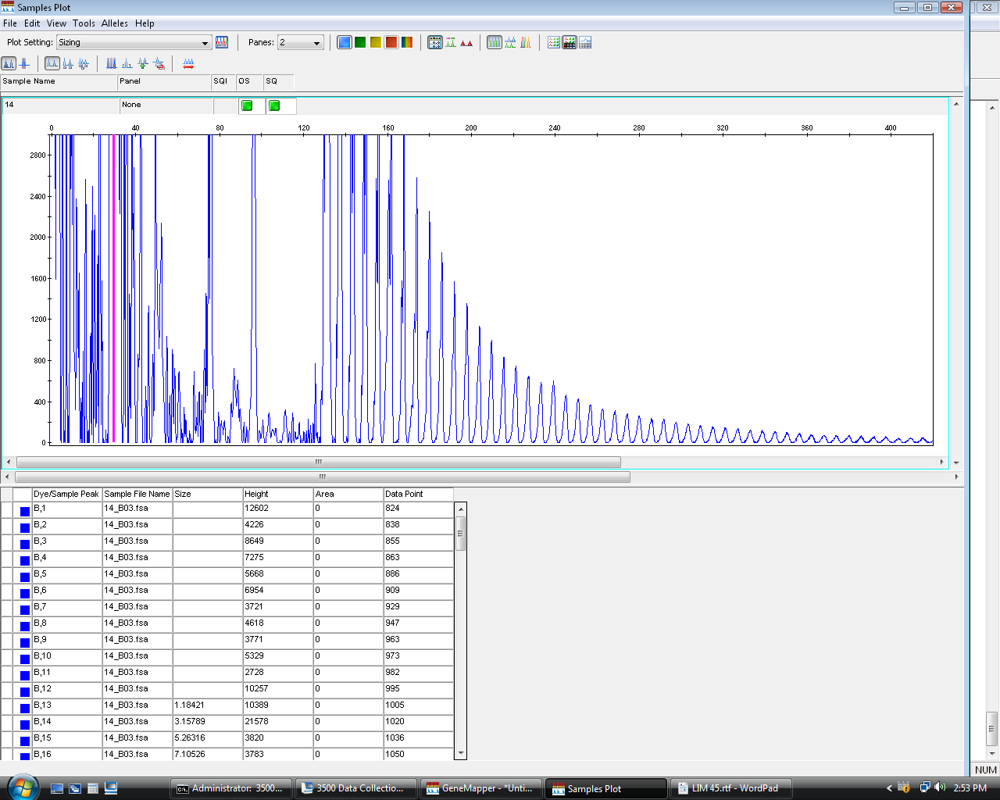 Samples Plot
File Edit View Tools Alleles Help
Plot Setting: Sizing Panes: 2
Sample Name Panel SQI OS SQ
14 None
0 40 80 120 160 200 240 280 320 360 400
2800
2400
2000
1600
1200
800
400
0
Dye/Sample Peak Sample File Name Size Height Area Data Point
B,1 14_B03.fsa 12602 0 824
B,2 14_B03.fsa 4226 0 838
B,3 14_B03.fsa 8649 0 855
B,4 14_B03.fsa 7275 0 863
B,5 14_B03.fsa 5668 0 886
B,6 14_B03.fsa 6954 0 909
B,7 14_B03.fsa 3721 0 929
B,8 14_B03.fsa 4618 0 947
B,9 14_B03.fsa 3771 0 963
B,10 14_B03.fsa 5329 0 973
B,11 14_B03.fsa 2728 0 982
B,12 14_B03.fsa 10257 0 995
B,13 14_B03.fsa 1.18421 10389 0 1005
B,14 14_B03.fsa 3.15789 21578 0 1020
B,15 14_B03.fsa 5.26316 3820 0 1036
B,16 14_B03.fsa 7.10526 3783 0 1050
NUM
Administrator: 3500... 3500 Data Collectio... GeneMapper - *Unti... Samples Plot LIM 45.rtf - WordPad 2:53 PM